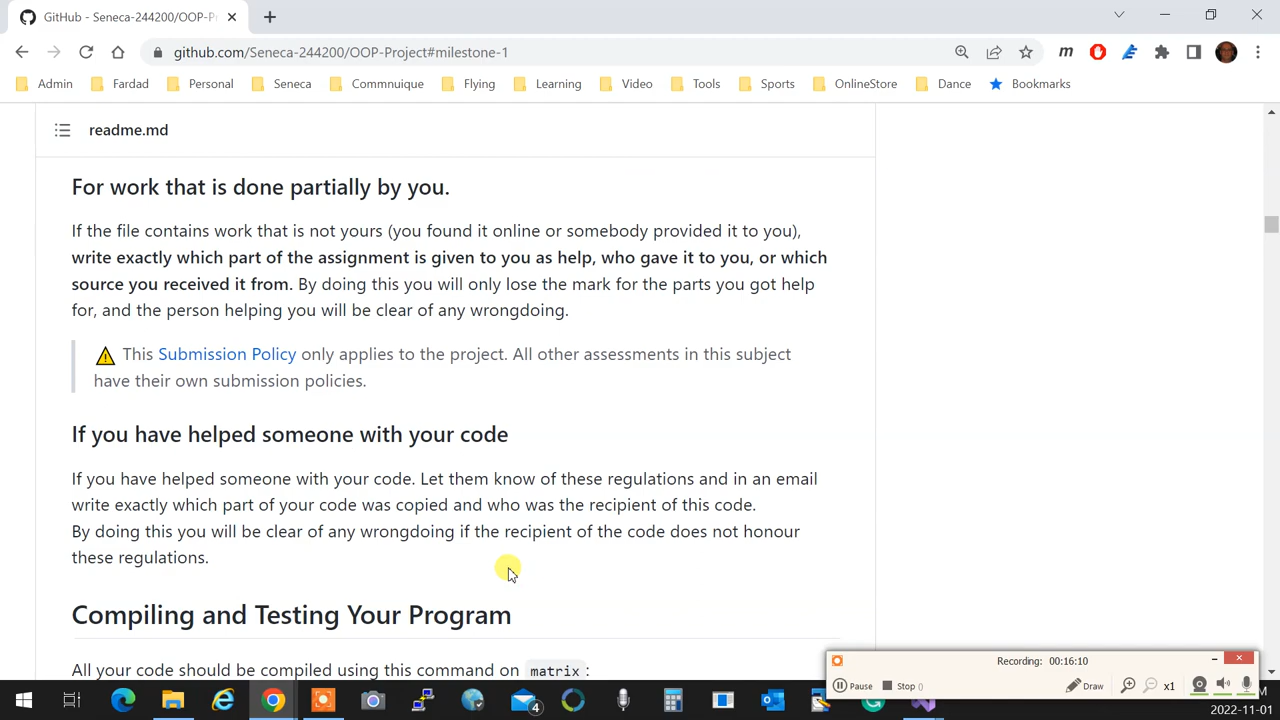 GitHub - Seneca-244200/OOP-P
github.com/Seneca-244200/OOP-Project#milestone-1
m
Admin Fardad Personal Seneca Commnuique Flying Learning Video Tools Sports OnlineStore Dance Bookmarks
readme.md
For work that is done partially by you.
If the file contains work that is not yours (you found it online or somebody provided it to you),
write exactly which part of the assignment is given to you as help, who gave it to you, or which
source you received it from. By doing this you will only lose the mark for the parts you got help
for, and the person helping you will be clear of any wrongdoing.
This Submission Policy only applies to the project. All other assessments in this subject
have their own submission policies.
If you have helped someone with your code
If you have helped someone with your code. Let them know of these regulations and in an email
write exactly which part of your code was copied and who was the recipient of this code.
By doing this you will be clear of any wrongdoing if the recipient of the code does not honour
these regulations.
Compiling and Testing Your Program
All your code should be compiled using this command on matrix :
Recording: 00:16:10
Pause Stop () Draw x1
4
2022-11-01